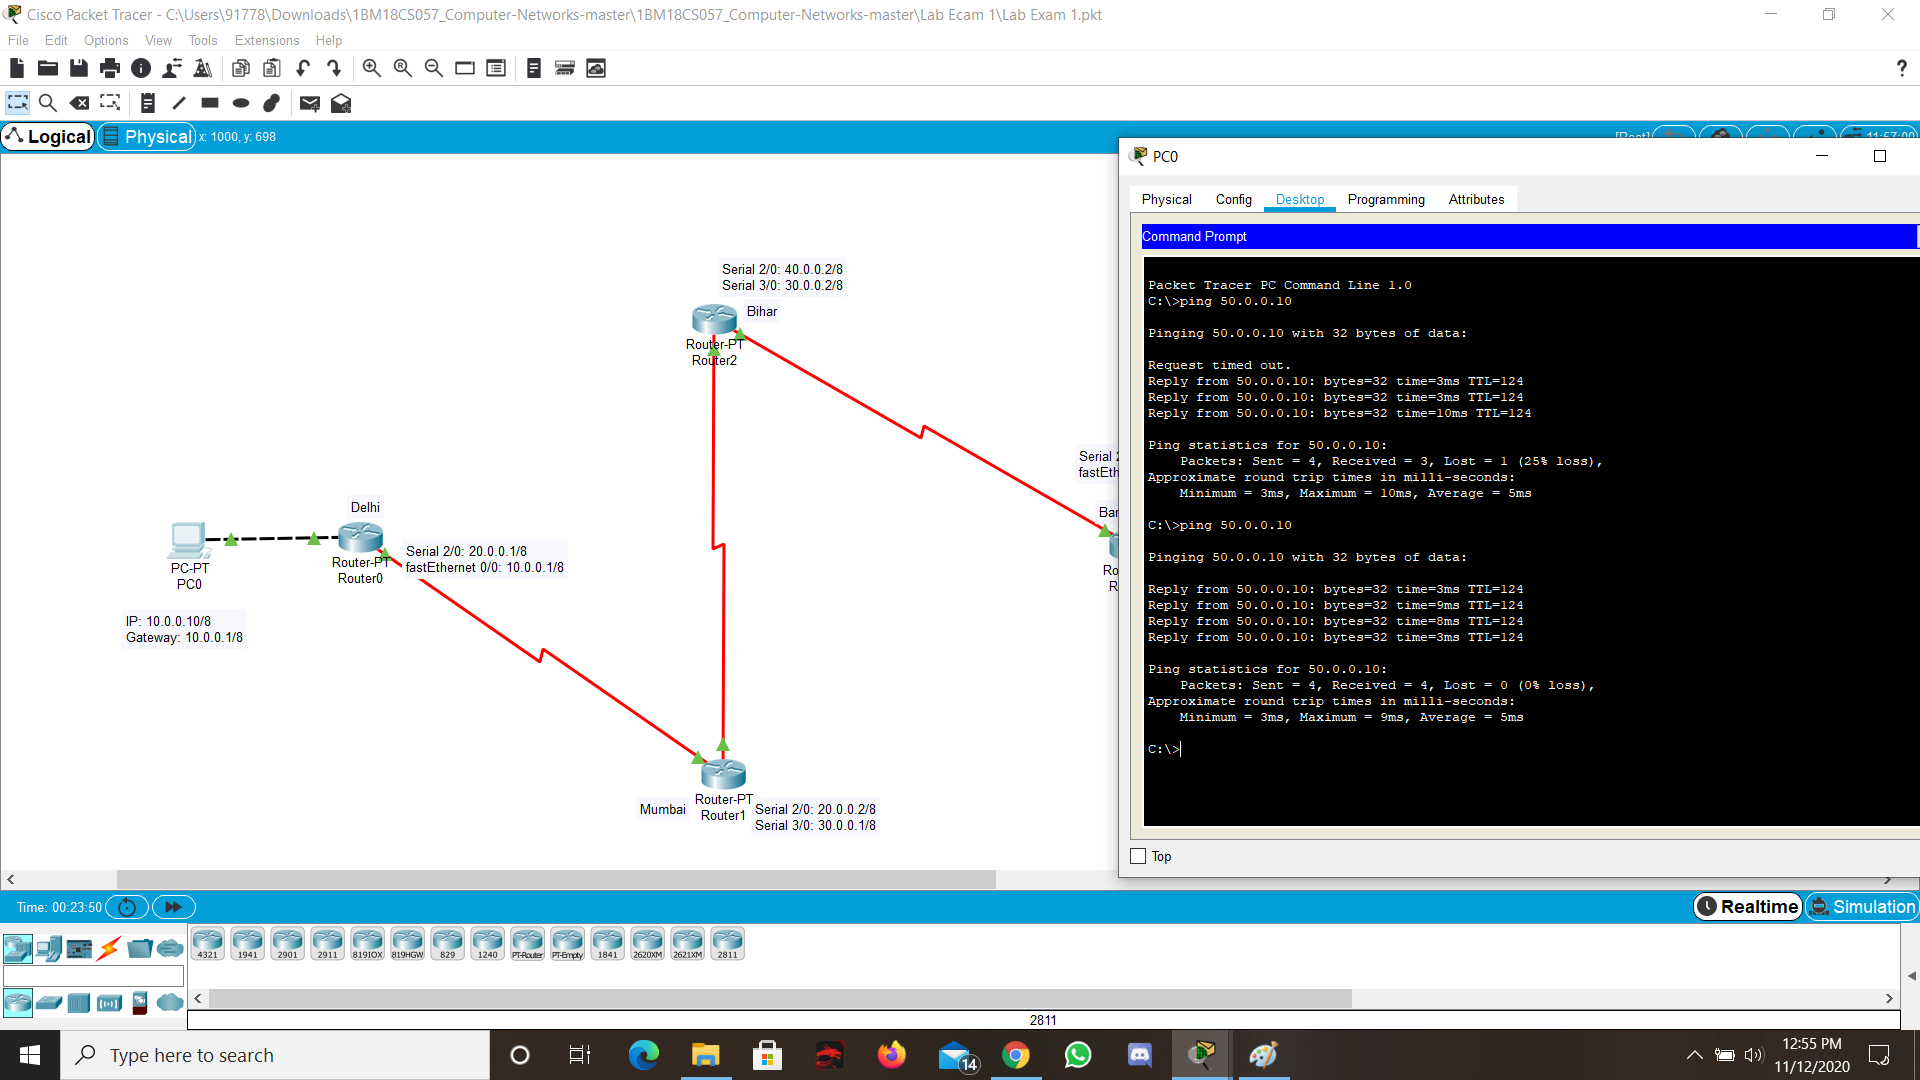 Cisco Packet Tracer - C:\Users\91778\Downloads\1BM18CS057_Computer-Networks-master\1BM18CS057_Computer-Networks-master\Lab Ecam 1\Lab Exam 1.pkt
File Edit Options View Tools Extensions Help
?
Logical Physical x: 1000, y: 698
[Root] 11:57:00
Serial 2/0: 40.0.0.2/8
Serial 3/0: 30.0.0.2/8
Bihar
Router-PT
Router2
Delhi
Router-PT
Router0
Serial 2/0: 20.0.0.1/8
fastEthernet 0/0: 10.0.0.1/8
PC-PT
PC0
IP: 10.0.0.10/8
Gateway: 10.0.0.1/8
Mumbai
Router-PT
Router1
Serial 2/0: 20.0.0.2/8
Serial 3/0: 30.0.0.1/8
Serial 2
fastEth
Ban
Ro
R
PC0
Physical Config Desktop Programming Attributes
Command Prompt
Packet Tracer PC Command Line 1.0
C:\>ping 50.0.0.10
Pinging 50.0.0.10 with 32 bytes of data:
Request timed out.
Reply from 50.0.0.10: bytes=32 time=3ms TTL=124
Reply from 50.0.0.10: bytes=32 time=3ms TTL=124
Reply from 50.0.0.10: bytes=32 time=10ms TTL=124
Ping statistics for 50.0.0.10:
Packets: Sent = 4, Received = 3, Lost = 1 (25% loss),
Approximate round trip times in milli-seconds:
Minimum = 3ms, Maximum = 10ms, Average = 5ms
C:\>ping 50.0.0.10
Pinging 50.0.0.10 with 32 bytes of data:
Reply from 50.0.0.10: bytes=32 time=3ms TTL=124
Reply from 50.0.0.10: bytes=32 time=9ms TTL=124
Reply from 50.0.0.10: bytes=32 time=8ms TTL=124
Reply from 50.0.0.10: bytes=32 time=3ms TTL=124
Ping statistics for 50.0.0.10:
Packets: Sent = 4, Received = 4, Lost = 0 (0% loss),
Approximate round trip times in milli-seconds:
Minimum = 3ms, Maximum = 9ms, Average = 5ms
C:\>
Top
Time: 00:23:50
Realtime Simulation
4321 1941 2901 2911 819IOX 819HGW 829 1240 PT-Router PT-Empty 1841 2620XM 2621XM 2811
2811
Type here to search
14
12:55 PM
11/12/2020